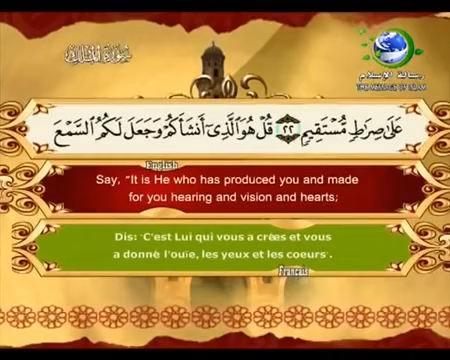 سورة الملك
رسالة الإسلام
THE MESSAGE OF ISLAM
عَلَىٰ صِرَٰطٍ مُّسْتَقِيمٍ ٢٢ قُلْ هُوَ ٱلَّذِىٓ أَنشَأَكُمْ وَجَعَلَ لَكُمُ ٱلسَّمْعَ
English
Say, "It is He who has produced you and made
for you hearing and vision and hearts;
Dis: 'C'est Lui qui vous a crées et vous
a donné l'ouïe, les yeux et les coeurs'.
Français